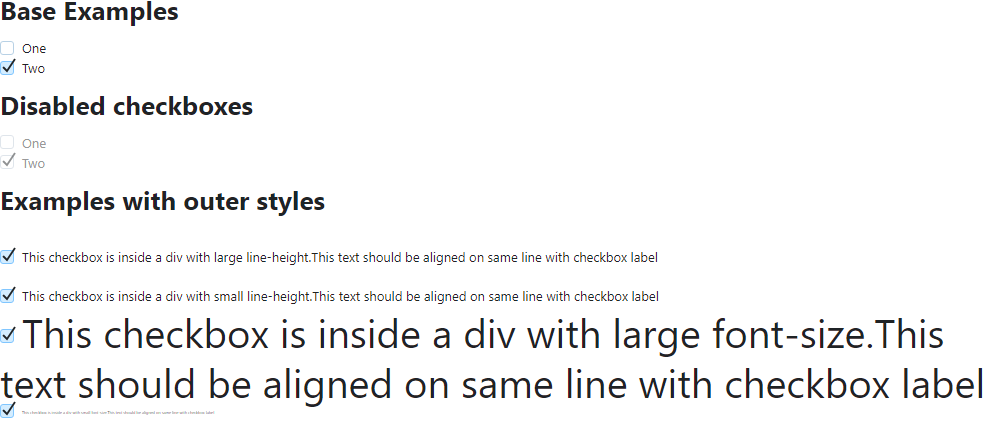 Base Examples
One
Two
Disabled checkboxes
One
Two
Examples with outer styles
This checkbox is inside a div with large line-height.This text should be aligned on same line with checkbox label
This checkbox is inside a div with small line-height.This text should be aligned on same line with checkbox label
This checkbox is inside a div with large font-size.This
text should be aligned on same line with checkbox label
This checkbox is inside a div with small font-size.This text should be aligned on same line with checkbox label